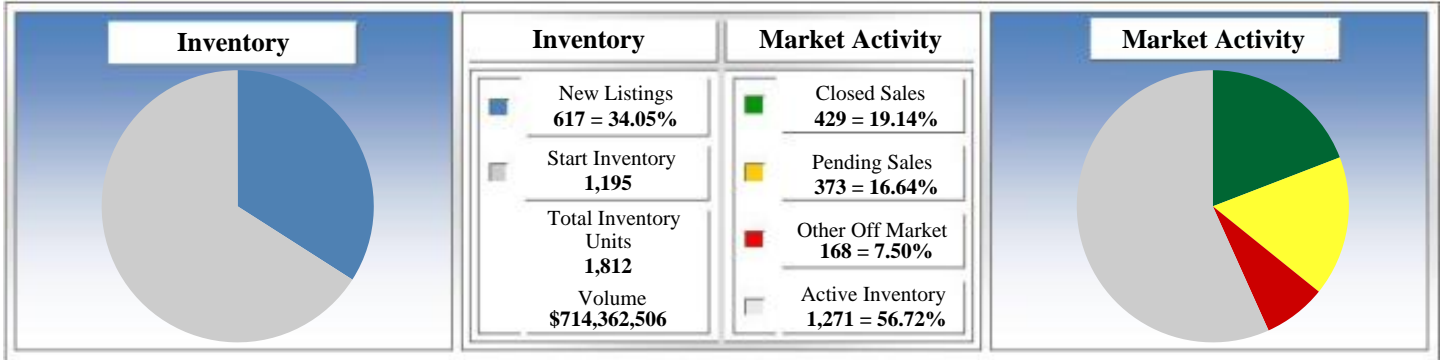 Inventory
Inventory
Market Activity
Market Activity
New Listings
617 = 34.05%
Start Inventory
1,195
Total Inventory
Units
1,812
Volume
$714,362,506
Closed Sales
429 = 19.14%
Pending Sales
373 = 16.64%
Other Off Market
168 = 7.50%
Active Inventory
1,271 = 56.72%